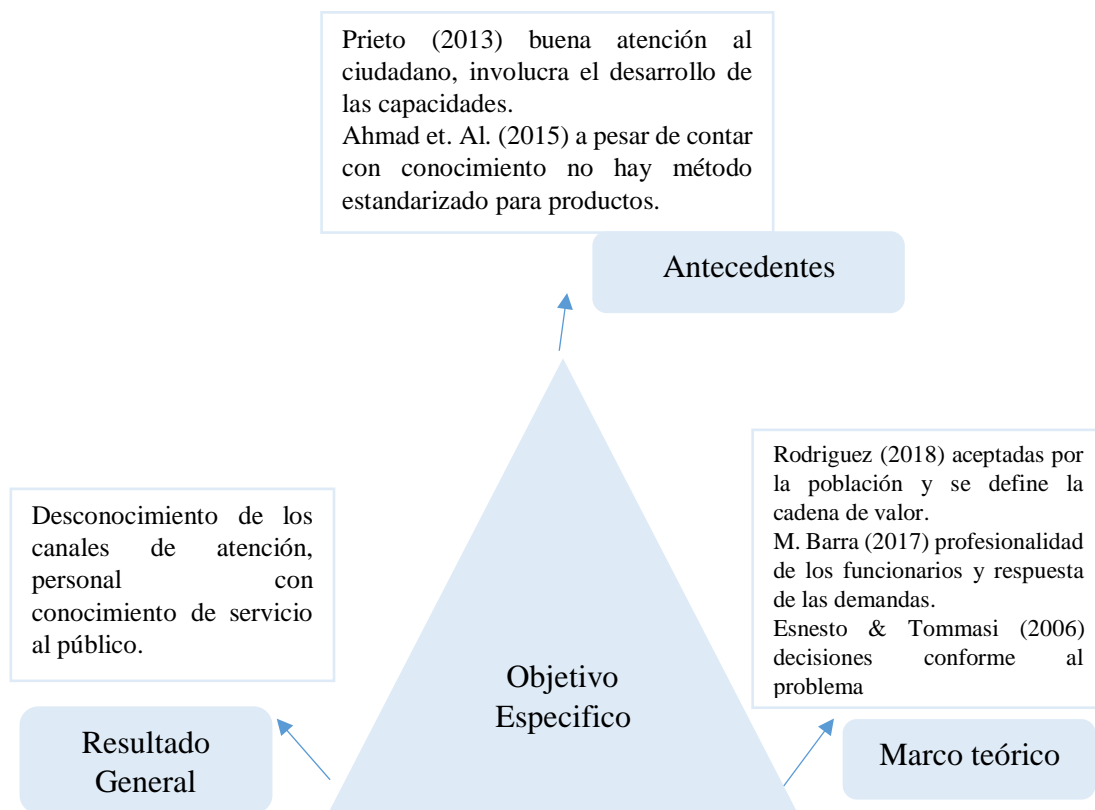 Prieto (2013) buena atención al
ciudadano, involucra el desarrollo de
las capacidades.
Ahmad et. Al. (2015) a pesar de contar
con conocimiento no hay método
estandarizado para productos.
Antecedentes
Rodriguez (2018) aceptadas por
la población y se define la
cadena de valor.
M. Barra (2017) profesionalidad
de los funcionarios y respuesta
de las demandas.
Esnesto & Tommasi (2006)
decisiones conforme al
problema
Desconocimiento de los
canales de atención,
personal con
conocimiento de servicio
al público.
Objetivo
Especifico
Resultado
General
Marco teórico